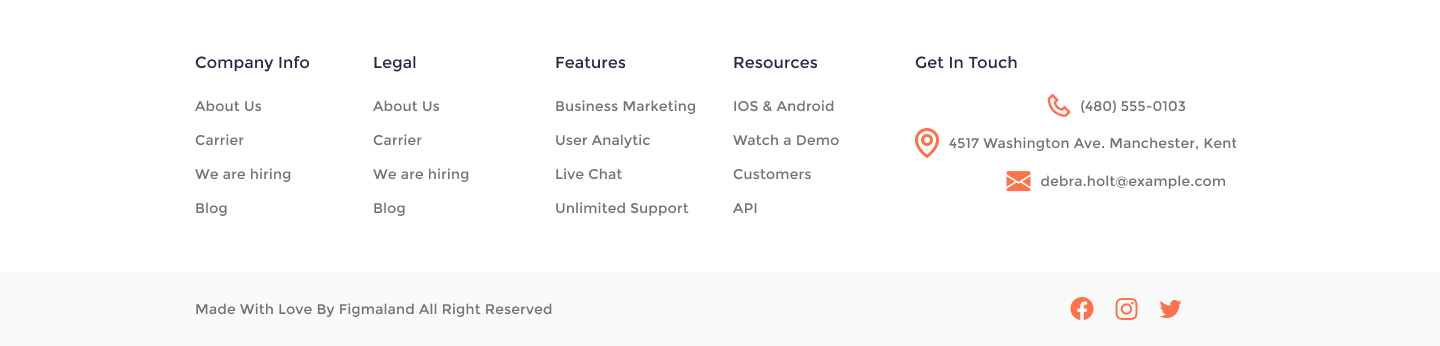 Company Info
About Us
Carrier
We are hiring
Blog
Legal
About Us
Carrier
We are hiring
Blog
Features
Business Marketing
User Analytic
Live Chat
Unlimited Support
Resources
IOS & Android
Watch a Demo
Customers
API
Get In Touch
(480) 555-0103
4517 Washington Ave. Manchester, Kent
debra.holt@example.com
Made With Love By Figmaland All Right Reserved